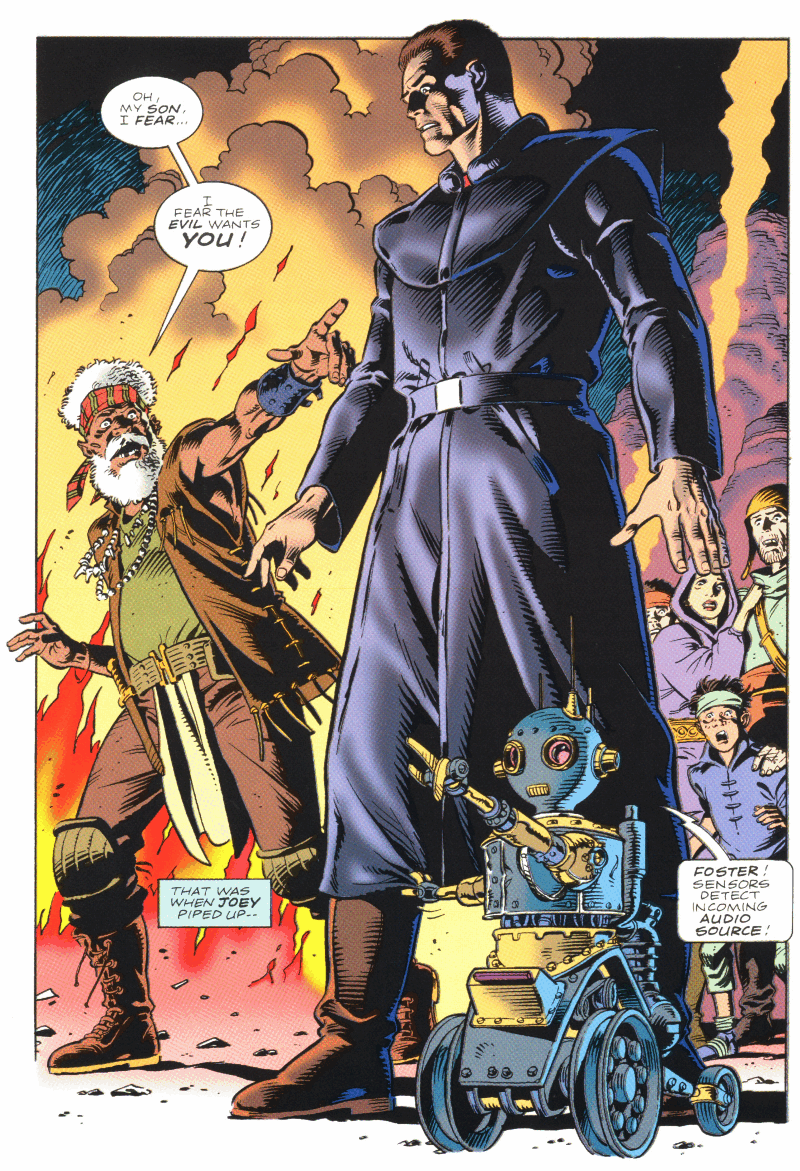 OH,
MY SON,
I FEAR...
I
FEAR THE
EVIL WANTS
YOU!
THAT WAS
WHEN JOEY
PIPED UP--
FOSTER!
SENSORS
DETECT
INCOMING
AUDIO
SOURCE!